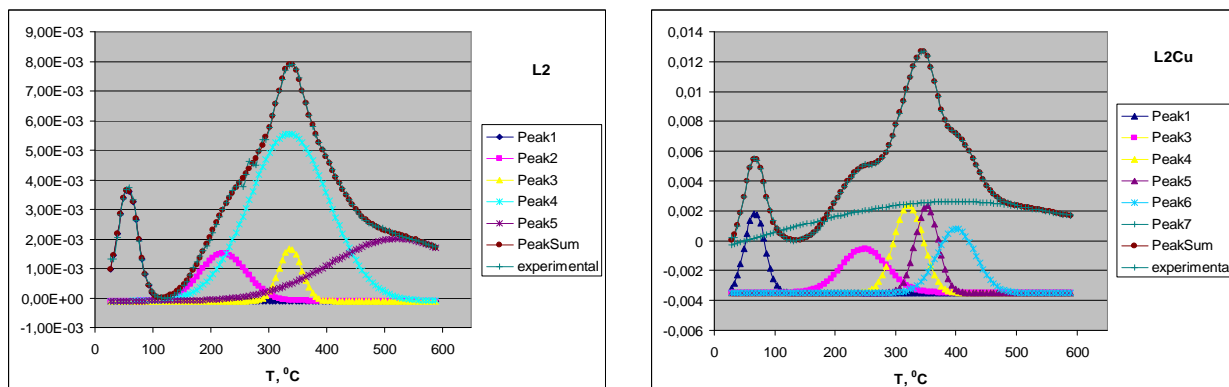 L2
9,00E-03
8,00E-03
7,00E-03
6,00E-03
5,00E-03
4,00E-03
3,00E-03
2,00E-03
1,00E-03
0,00E+00
-1,00E-03
0 100 200 300 400 500 600
T, ⁰C
Peak1
Peak2
Peak3
Peak4
Peak5
PeakSum
experimental
L2Cu
0,014
0,012
0,01
0,008
0,006
0,004
0,002
0
-0,002
-0,004
-0,006
0 100 200 300 400 500 600
T, ⁰C
Peak1
Peak3
Peak4
Peak5
Peak6
Peak7
PeakSum
experimental